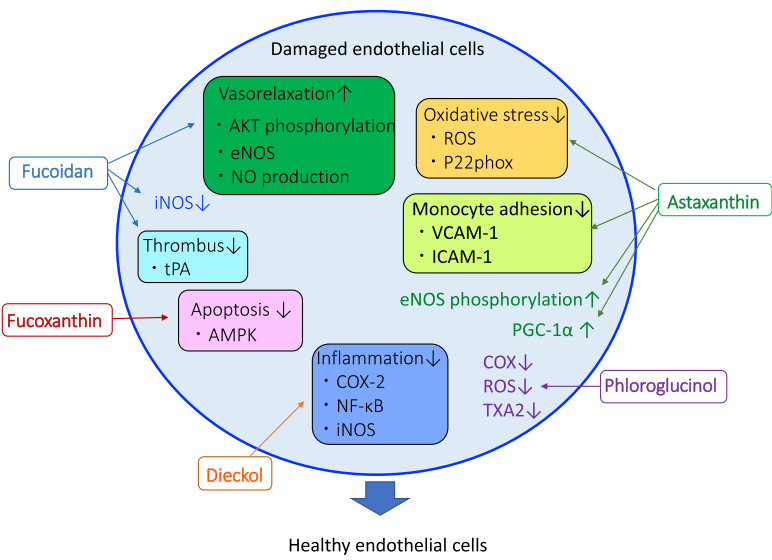 Damaged endothelial cells
Vasorelaxation↑
・AKT phosphorylation
・eNOS
・NO production
Oxidative stress↓
・ROS
・P22phox
Fucoidan
iNOS↓
Astaxanthin
Monocyte adhesion↓
・VCAM-1
・ICAM-1
Thrombus↓
・tPA
Fucoxanthin
Apoptosis ↓
・AMPK
eNOS phosphorylation↑
PGC-1α ↑
Inflammation↓
・COX-2
・NF-κB
・iNOS
COX↓
ROS↓
TXA2↓
Phloroglucinol
Dieckol
Healthy endothelial cells